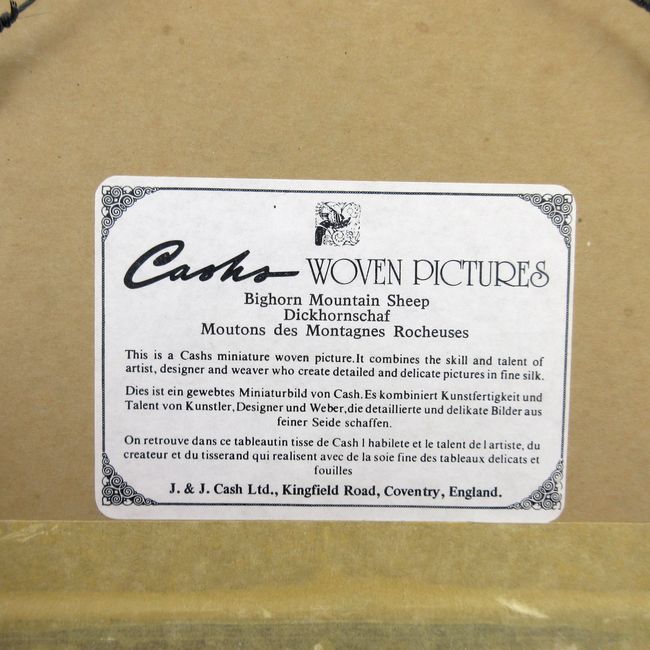 Cashs WOVEN PICTURES
Bighorn Mountain Sheep
Dickhornschaf
Moutons des Montagnes Rocheuses
This is a Cashs miniature woven picture.It combines the skill and talent of
artist, designer and weaver who create detailed and delicate pictures in fine silk.
Dies ist ein gewebtes Miniaturbild von Cash.Es kombiniert Kunstfertigkeit und
Talent von Kunstler,Designer und Weber,die detaillierte und delikate Bilder aus
feiner Seide schaffen.
On retrouve dans ce tableautin tisse de Cash l habilete et le talent de l artiste, du
createur et du tisserand qui realisent avec de la soie fine des tableaux delicats et
fouilles
J. & J. Cash Ltd., Kingfield Road, Coventry, England.